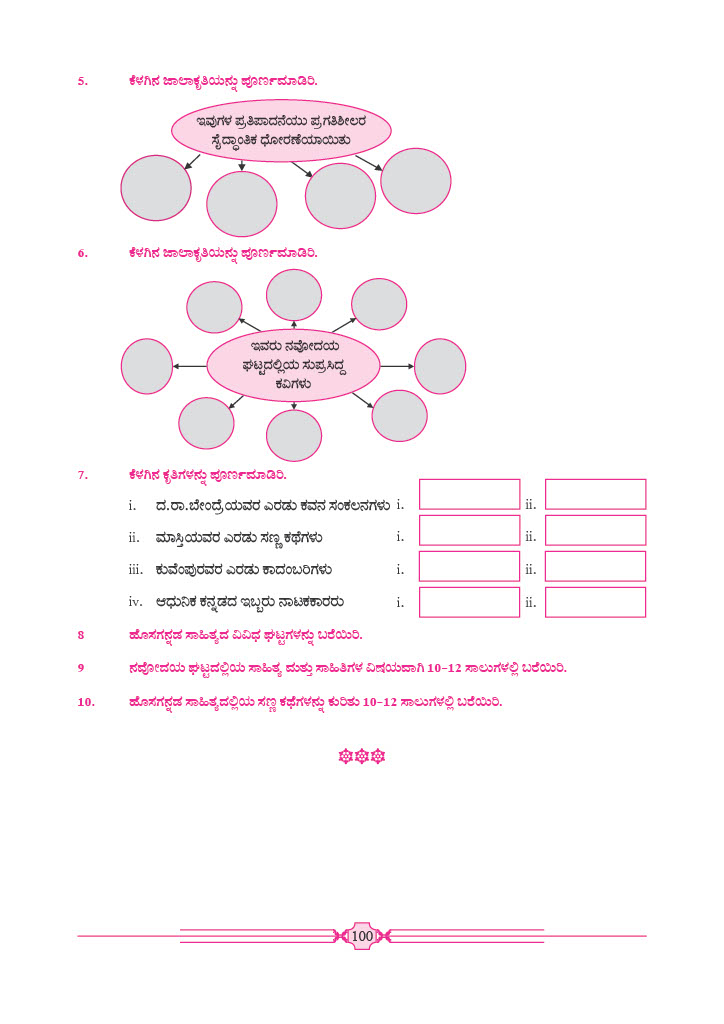 5. ಕೆಳಗಿನ ಜಾಲಾಕೃತಿಯನ್ನು ಪೂರ್ಣಮಾಡಿರಿ.
ಇವುಗಳ ಪ್ರತಿಪಾದನೆಯು ಪ್ರಗತಿಶೀಲರ
ಸೈದ್ಧಾಂತಿಕ ಧೋರಣೆಯಾಯಿತು
6. ಕೆಳಗಿನ ಜಾಲಾಕೃತಿಯನ್ನು ಪೂರ್ಣಮಾಡಿರಿ.
ಇವರು ನವೋದಯ
ಘಟ್ಟದಲ್ಲಿಯ ಸುಪ್ರಸಿದ್ದ
ಕವಿಗಳು
7. ಕೆಳಗಿನ ಕೃತಿಗಳನ್ನು ಪೂರ್ಣಮಾಡಿರಿ.
i. ದ.ರಾ.ಬೇಂದ್ರೆಯವರ ಎರಡು ಕವನ ಸಂಕಲನಗಳು i. ii.
ii. ಮಾಸ್ತಿಯವರ ಎರಡು ಸಣ್ಣ ಕಥೆಗಳು i. ii.
iii. ಕುವೆಂಪುರವರ ಎರಡು ಕಾದಂಬರಿಗಳು i. ii.
iv. ಆಧುನಿಕ ಕನ್ನಡದ ಇಬ್ಬರು ನಾಟಕಕಾರರು i. ii.
8 ಹೊಸಗನ್ನಡ ಸಾಹಿತ್ಯದ ವಿವಿಧ ಘಟ್ಟಗಳನ್ನು ಬರೆಯಿರಿ.
9 ನವೋದಯ ಘಟ್ಟದಲ್ಲಿಯ ಸಾಹಿತ್ಯ ಮತ್ತು ಸಾಹಿತಿಗಳ ವಿಷಯವಾಗಿ 10-12 ಸಾಲುಗಳಲ್ಲಿ ಬರೆಯಿರಿ.
10. ಹೊಸಗನ್ನಡ ಸಾಹಿತ್ಯದಲ್ಲಿಯ ಸಣ್ಣ ಕಥೆಗಳನ್ನು ಕುರಿತು 10-12 ಸಾಲುಗಳಲ್ಲಿ ಬರೆಯಿರಿ.
100